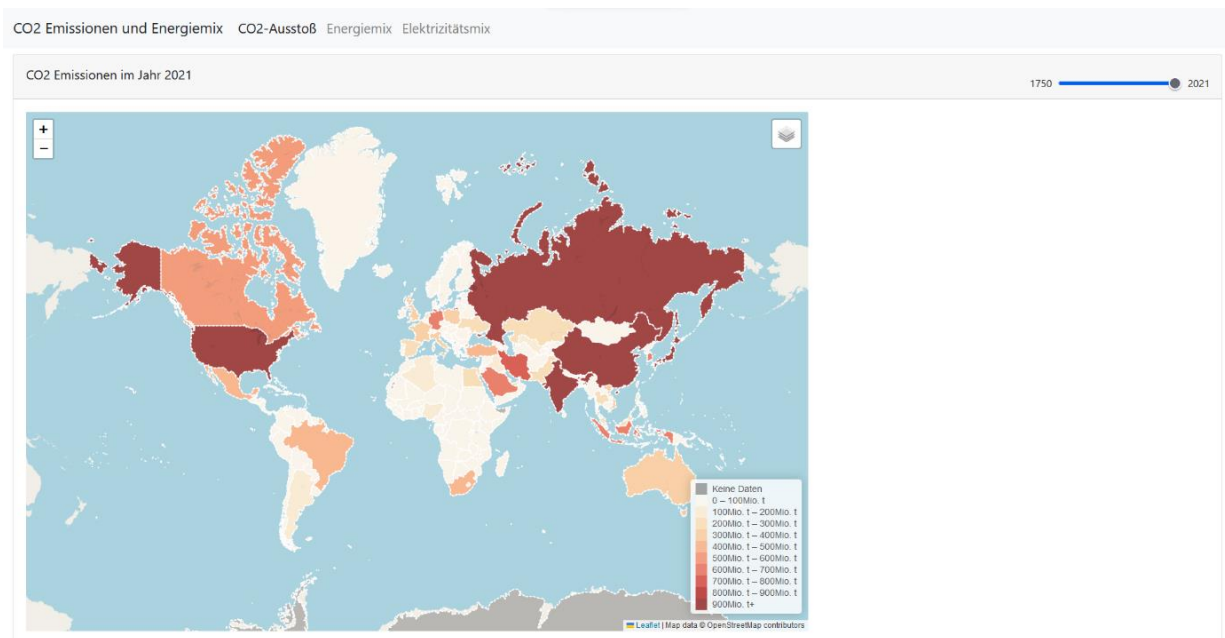 CO2 Emissionen und Energiemix CO2-Ausstoß Energiemix Elektrizitätsmix
CO2 Emissionen im Jahr 2021
1750 2021
+
−
Keine Daten
0 – 100Mio. t
100Mio. t – 200Mio. t
200Mio. t – 300Mio. t
300Mio. t – 400Mio. t
400Mio. t – 500Mio. t
500Mio. t – 600Mio. t
600Mio. t – 700Mio. t
700Mio. t – 800Mio. t
800Mio. t – 900Mio. t
900Mio. t+
Leaflet | Map data © OpenStreetMap contributors